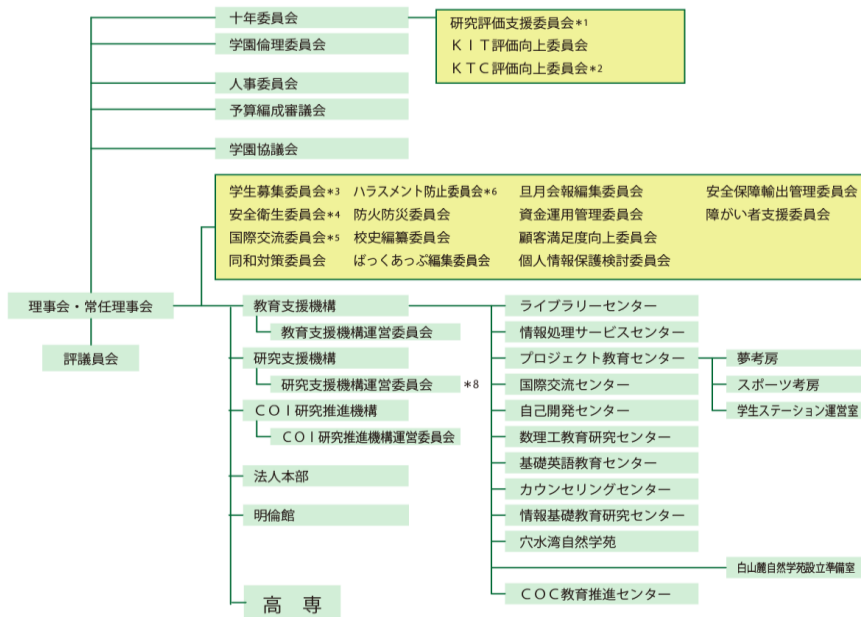 十年委員会
学園倫理委員会
人事委員会
予算編成審議会
学園協議会
研究評価支援委員会*1
KIT評価向上委員会
KTC評価向上委員会*2
学生募集委員会*3 ハラスメント防止委員会*6 旦月会報編集委員会 安全保障輸出管理委員会
安全衛生委員会*4 防火防災委員会 資金運用管理委員会 障がい者支援委員会
国際交流委員会*5 校史編纂委員会 顧客満足度向上委員会
同和対策委員会 ばっくあっぷ編集委員会 個人情報保護検討委員会
理事会・常任理事会
評議員会
教育支援機構
教育支援機構運営委員会
研究支援機構
研究支援機構運営委員会 *8
COI研究推進機構
COI研究推進機構運営委員会
法人本部
明倫館
高 専
ライブラリーセンター
情報処理サービスセンター
プロジェクト教育センター
国際交流センター
自己開発センター
数理工教育研究センター
基礎英語教育センター
カウンセリングセンター
情報基礎教育研究センター
穴水湾自然学苑
COC教育推進センター
夢考房
スポーツ考房
学生ステーション運営室
白山麓自然学苑設立準備室